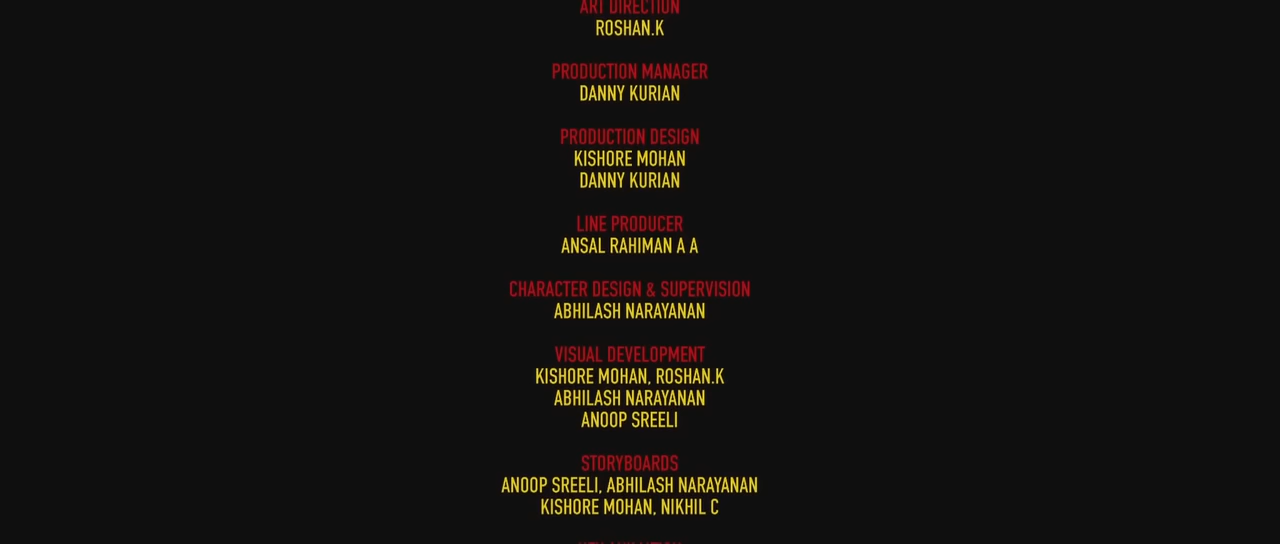 ART DIRECTION
ROSHAN.K
PRODUCTION MANAGER
DANNY KURIAN
PRODUCTION DESIGN
KISHORE MOHAN
DANNY KURIAN
LINE PRODUCER
ANSAL RAHIMAN A A
CHARACTER DESIGN & SUPERVISION
ABHILASH NARAYANAN
VISUAL DEVELOPMENT
KISHORE MOHAN, ROSHAN.K
ABHILASH NARAYANAN
ANOOP SREELI
STORYBOARDS
ANOOP SREELI, ABHILASH NARAYANAN
KISHORE MOHAN, NIKHIL C